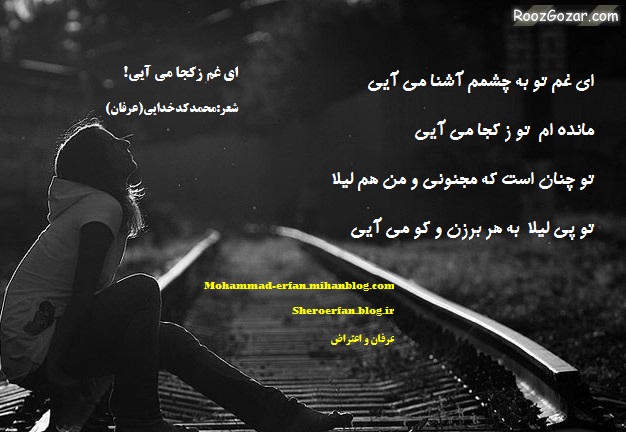 RoozGozar.com
ای غم زکجا می آیی!
شعر:محمدکدخدایی(عرفان)
ای غم تو به چشمم آشنا می آیی
مانده ام تو ز کجا می آیی
تو چنان است که مجنونی و من هم لیلا
تو پی لیلا به هر برزن و کو می آیی
Mohammad-erfan.mihanblog.com
Sheroerfan.blog.ir
عرفان و اعتراض